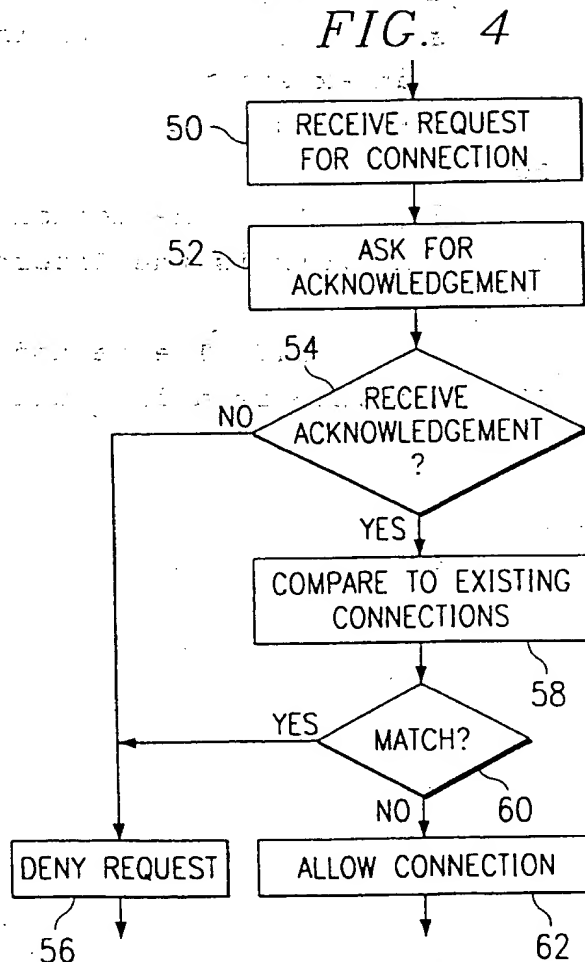 FIG. 4
50
RECEIVE REQUEST
FOR CONNECTION
52
ASK FOR
ACKNOWLEDGEMENT
54
RECEIVE
ACKNOWLEDGEMENT
?
NO
YES
COMPARE TO EXISTING
CONNECTIONS
58
YES
MATCH?
NO
60
DENY REQUEST
ALLOW CONNECTION
56
62